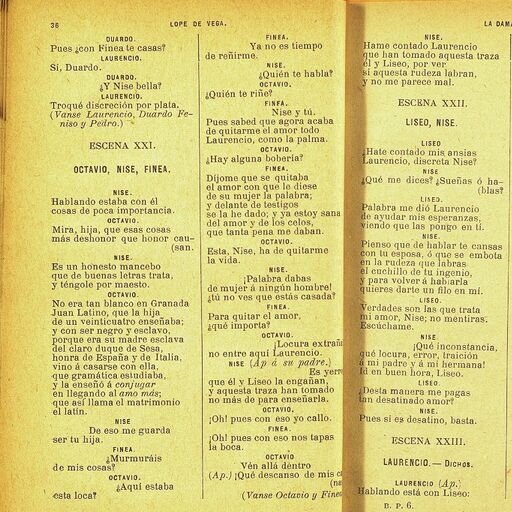 36
LOPE DE VEGA.
DUARDO.
Pues ¿con Finea te casas?
LAURENCIO.
Sí, Duardo.
DUARDO.
¿Y Nise bella?
LAURENCIO.
Troqué discreción por plata.
(Vanse Laurencio, Duardo Fe-
niso y Pedro.)
ESCENA XXI.
OCTAVIO, NISE, FINEA.
NISE.
Hablando estaba con él
cosas de poca importancia.
OCTAVIO.
Mira, hija, que esas cosas
más deshonor que honor cau-
(san.
NISE.
Es un honesto mancebo
que de buenas letras trata,
y téngole por maesto.
OCTAVIO.
No era tan blanco en Granada
Juan Latino, que la hija
de un veinticuatro enseñaba;
y con ser negro y esclavo,
porque era su madre esclava
del claro duque de Sesa,
honra de España y de Italia,
vino á casarse con ella,
que gramática estudiaba,
y la enseñó á conjugar
en llegando al amo más;
que así llama el matrimonio
el latín.
NISE
De eso me guarda
ser tu hija.
FINEA.
¿Murmuráis
de mis cosas?
OCTAVIO.
¿Aquí estaba
esta loca?
FINEA.
Ya no es tiempo
de reñirme.
NISE.
¿Quién te habla?
OCTAVIO.
¿Quién te riñe?
FINEA.
Nise y tú.
Pues sabed que agora acaba
de quitarme el amor todo
Laurencio, como la palma.
OCTAVIO.
¿Hay alguna bobería?
FINEA.
Díjome que se quitaba
el amor con que le diese
de su mujer la palabra;
y delante de testigos
se la he dado; y ya estoy sana
del amor y de los celos,
que tanta pena me daban.
OCTAVIO.
Esta, Nise, ha de quitarme
la vida.
NISE.
¡Palabra dabas
de mujer á ningún hombre!
¿tú no ves que estás casada?
FINEA.
Para quitar el amor,
¿qué importa?
OCTAVIO.
¡Locura extrañ
no entre aquí Laurencio.
NISE (Ap á su padre.)
Es yerr
que él y Liseo la engañan,
y aquesta traza han tomado
no más de para enseñarla.
OCTAVIO.
¡Oh! pues con eso yo callo.
FINEA.
¡Oh! pues con eso nos tapas
la boca.
OCTAVIO
Vén allá dentro
(Ap.) ¡Qué descanso de mis c
(na
(Vanse Octavio y Fine
LA DAM
NISE.
Hame contado Laurencio
que han tomado aquesta traza
él y Liseo, por ver
si aquesta rudeza labran,
y no me parece mal.
ESCENA XXII.
LISEO, NISE.
LISEO
¿Hate contado mis ansias
Laurencio, discreta Nise?
NISE
¿Qué me dices? ¿Sueñas ó ha-
(blas?
LISEO.
Palabra me dió Laurencio
de ayudar mis esperanzas,
viendo que las pongo en ti.
NISE.
Pienso que de hablar te cansas
con tu esposa, ó que se embota
en la rudeza que labras
el cuchillo de tu ingenio,
y para volver á hablarla
quieres darte un filo en mí.
LISEO.
Verdades son las que trata
mi amor, Nise; no mentiras.
Escúchame.
NISE
¡Qué inconstancia,
qué locura, error, traición
á mi padre y á mi hermana!
Id en buen hora, Liseo.
LISEO.
¿Desta manera me pagas
tan desatinado amor?
NISE.
Pues si es desatino, basta.
ESCENA XXIII.
LAURENCIO.— DICHOS.
LAURENCIO (Ap.)
Hablando está con Liseo:
B. P. 6.